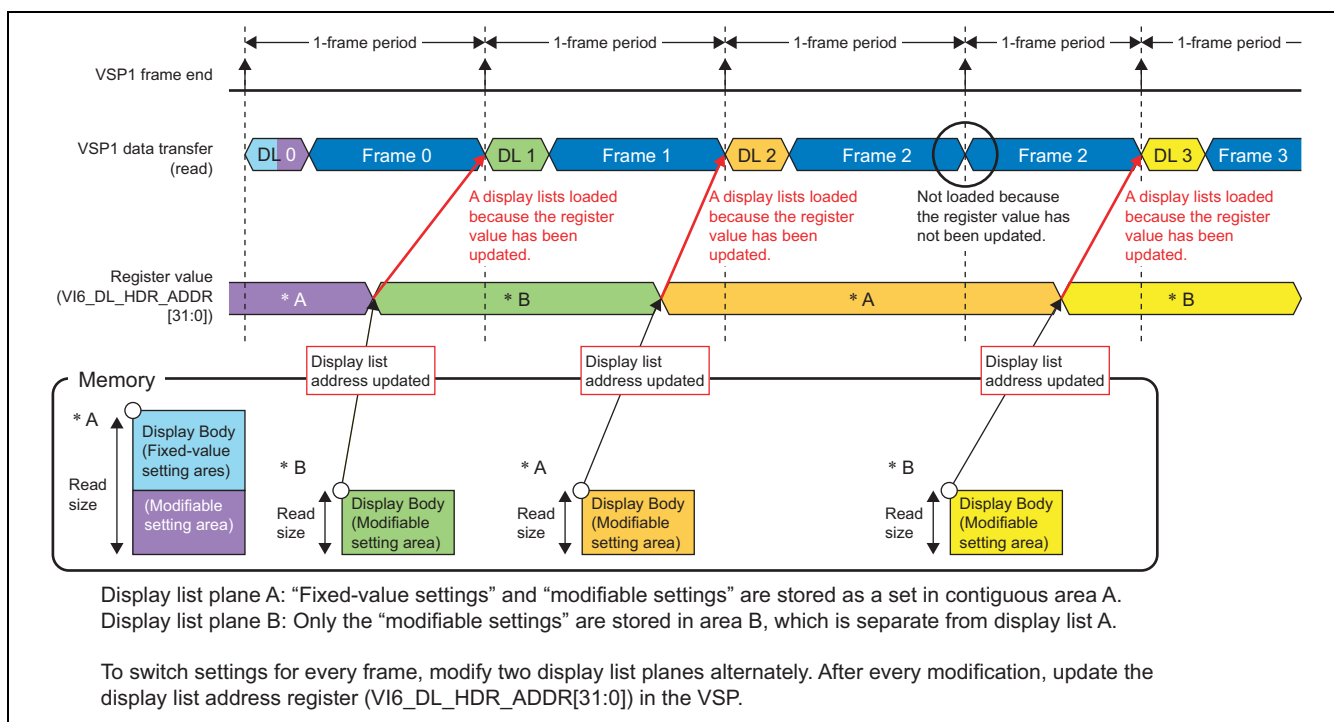 1-frame period 1-frame period 1-frame period 1-frame period 1-frame period
VSP1 frame end
VSP1 data transfer
(read)
DL 0 Frame 0 DL 1 Frame 1 DL 2 Frame 2 Frame 2 DL 3 Frame 3
A display lists loaded
because the register
value has been
updated.
A display lists loaded
because the register
value has been
updated.
Not loaded because
the register value has
not been updated.
A display lists loaded
because the register
value has been
updated.
Register value
(VI6_DL_HDR_ADDR
[31:0])
* A * B * A * B
Display list
address updated
Display list
address updated
Display list
address updated
Memory
* A
Read
size
Display Body
(Fixed-value
setting ares)
(Modifiable
setting area)
* B
Read
size
Display Body
(Modifiable
setting area)
* A
Read
size
Display Body
(Modifiable
setting area)
* B
Read
size
Display Body
(Modifiable
setting area)
Display list plane A: “Fixed-value settings” and “modifiable settings” are stored as a set in contiguous area A.
Display list plane B: Only the “modifiable settings” are stored in area B, which is separate from display list A.
To switch settings for every frame, modify two display list planes alternately. After every modification, update the
display list address register (VI6_DL_HDR_ADDR[31:0]) in the VSP.